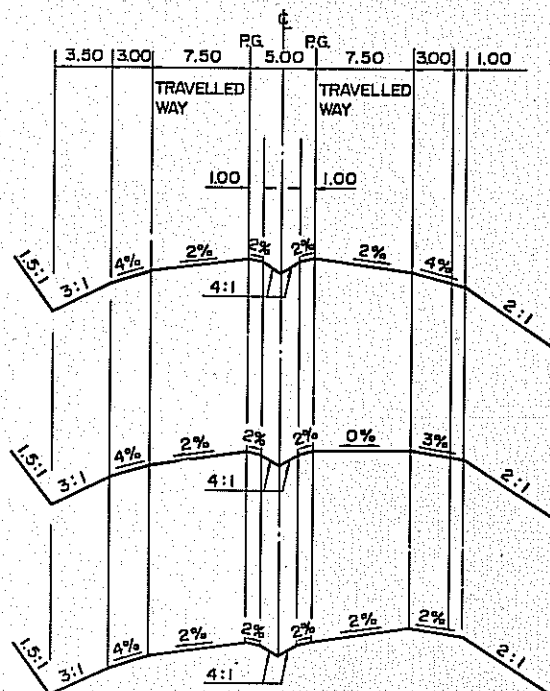 ℄
P.G. P.G.
3.50 3.00 7.50 5.00 7.50 3.00 1.00
TRAVELLED WAY TRAVELLED WAY
1.00 1.00
1.5:1 3:1 4% 2% 2% 2% 2% 4% 2:1
4:1
1.5:1 3:1 4% 2% 2% 2% 0% 3% 2:1
4:1
1.5:1 3:1 4% 2% 2% 2% 2% 2% 2:1
4:1